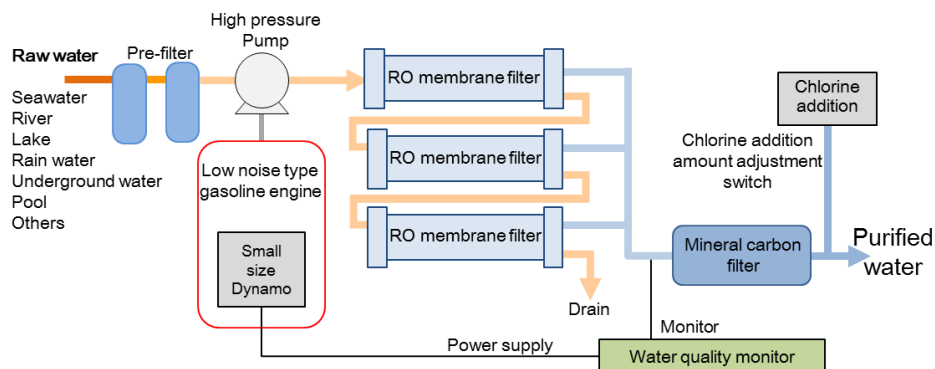 Raw water
Seawater
River
Lake
Rain water
Underground water
Pool
Others
Pre-filter
High pressure
Pump
Low noise type
gasoline engine
Small
size
Dynamo
RO membrane filter
RO membrane filter
RO membrane filter
Drain
Power supply
Monitor
Water quality monitor
Mineral carbon
filter
Chlorine
addition
Chlorine addition
amount adjustment
switch
Purified
water